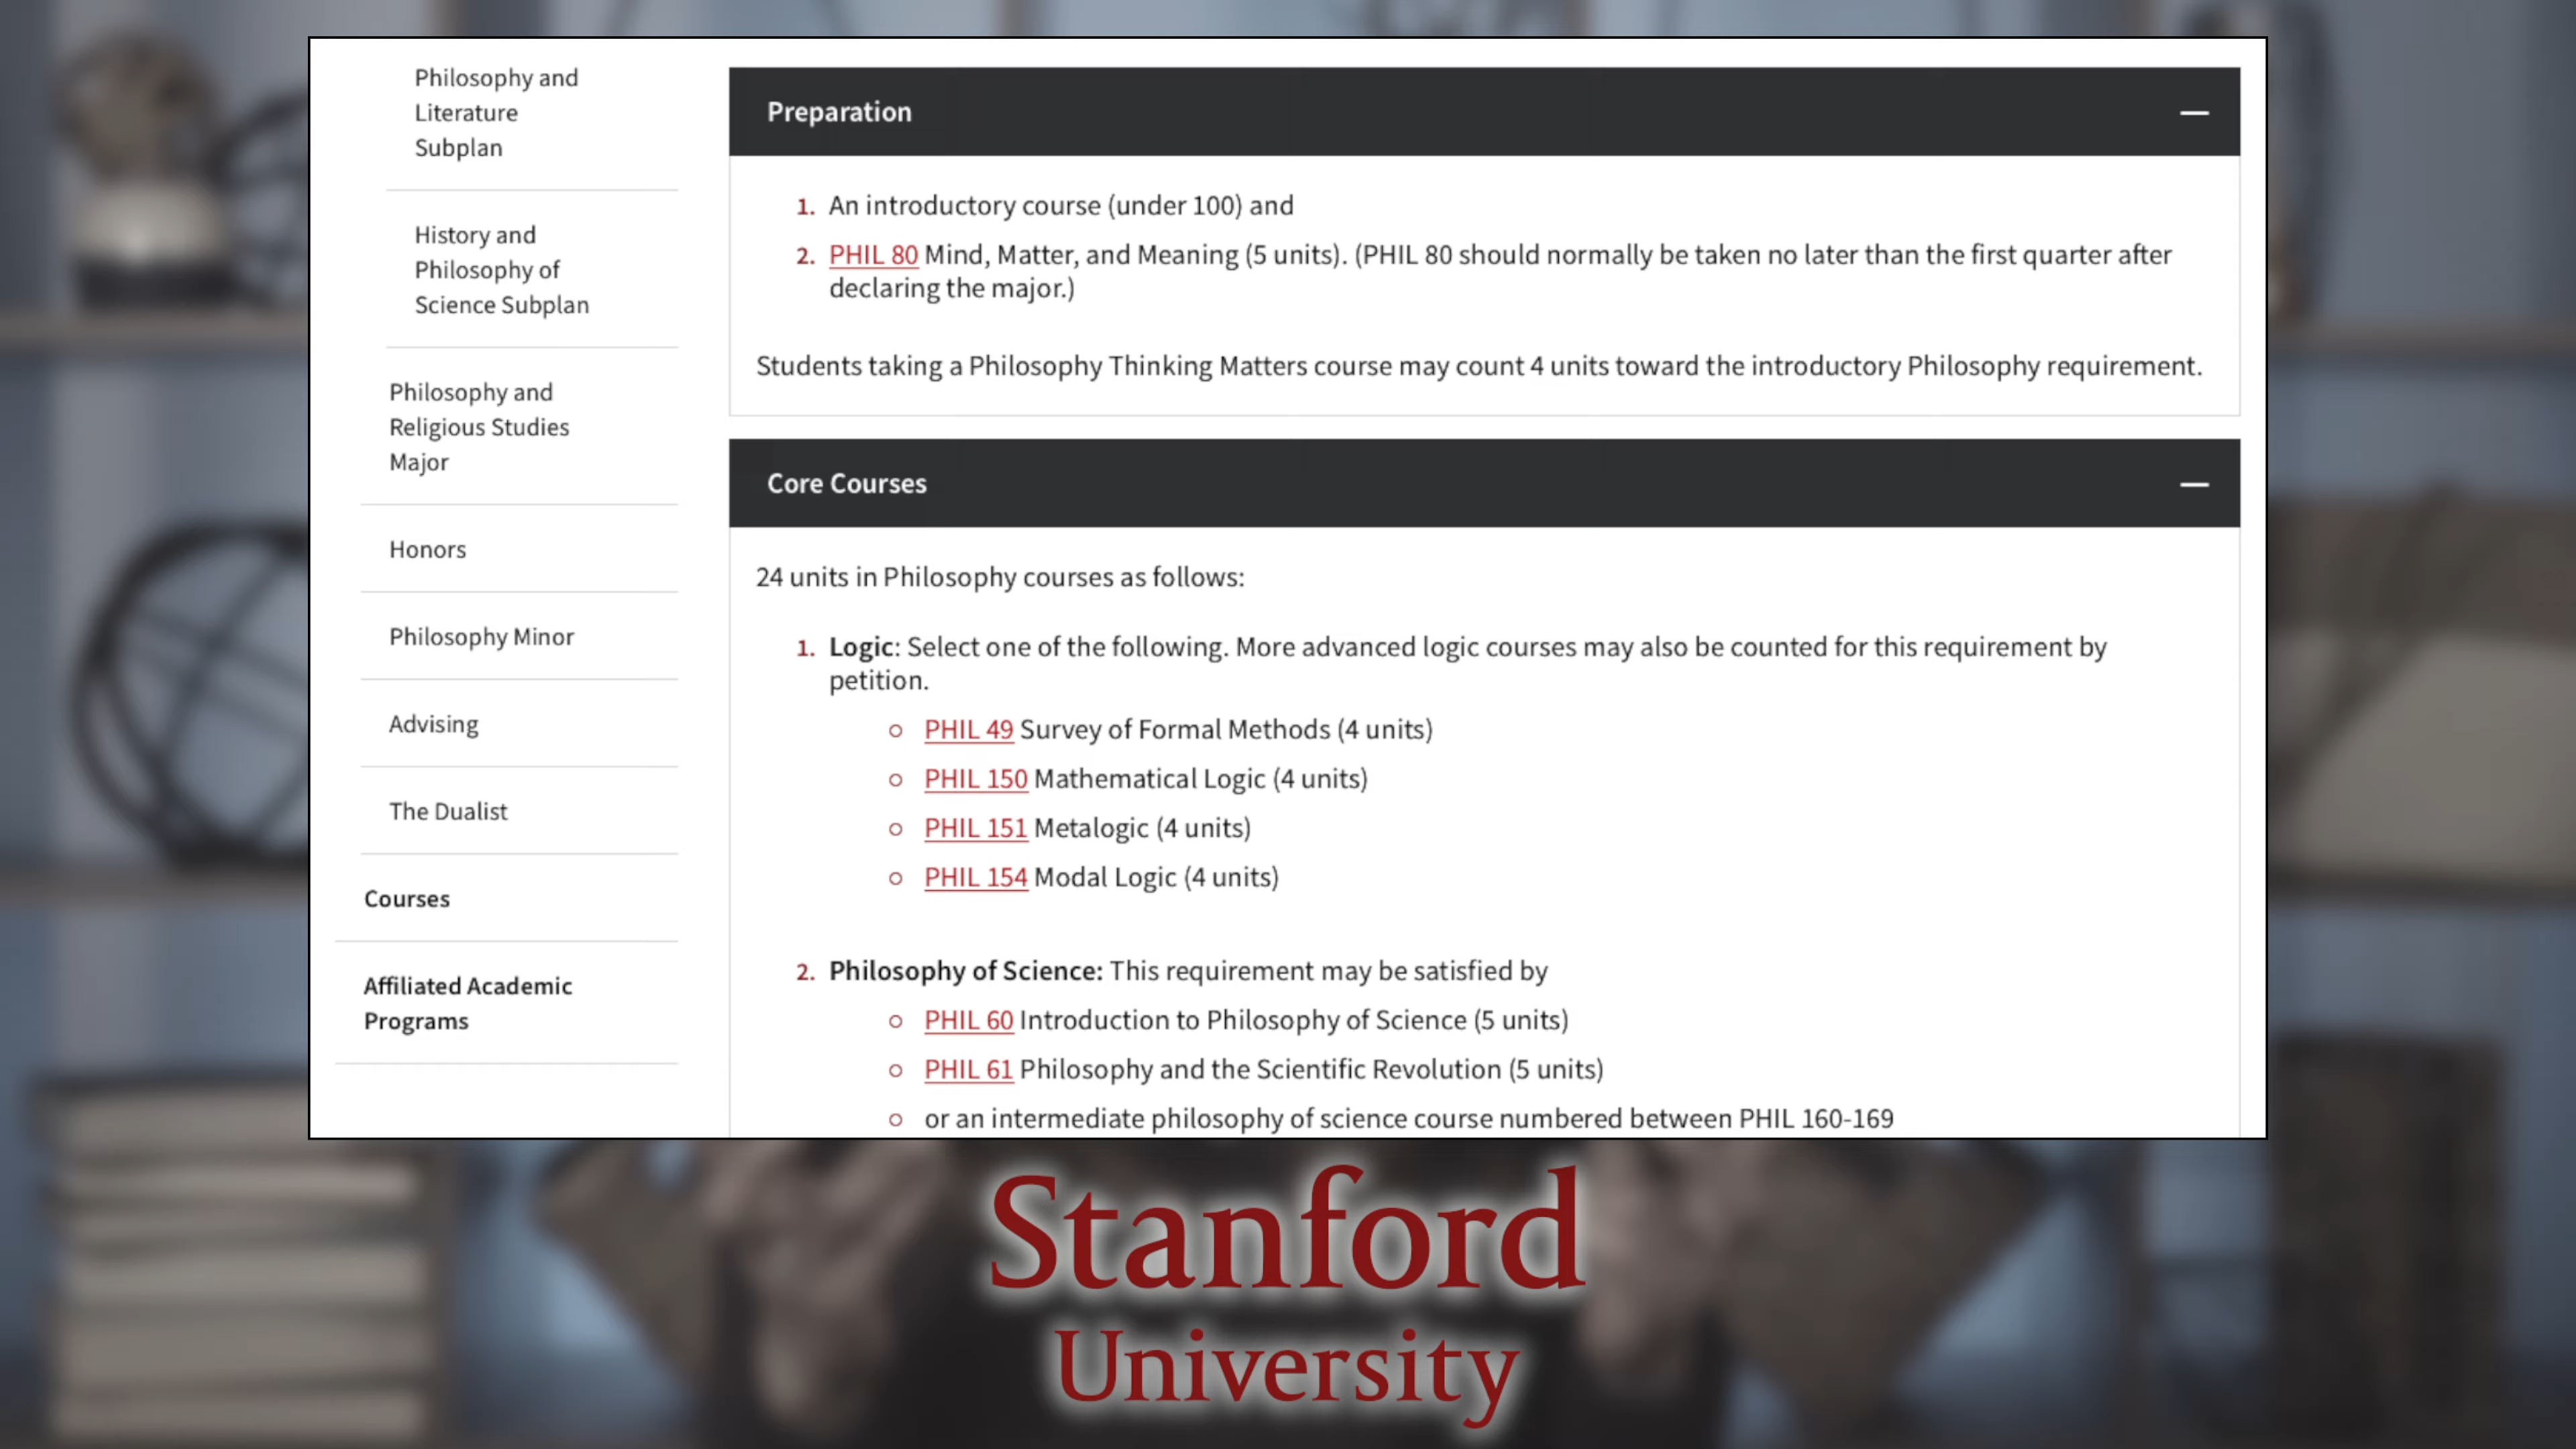 Philosophy and
Literature
Subplan
History and
Philosophy of
Science Subplan
Philosophy and
Religious Studies
Major
Honors
Philosophy Minor
Advising
The Dualist
Courses
Affiliated Academic
Programs
Preparation
1. An introductory course (under 100) and
2. PHIL 80 Mind, Matter, and Meaning (5 units). (PHIL 80 should normally be taken no later than the first quarter after
declaring the major.)
Students taking a Philosophy Thinking Matters course may count 4 units toward the introductory Philosophy requirement.
Core Courses
24 units in Philosophy courses as follows:
1. Logic: Select one of the following. More advanced logic courses may also be counted for this requirement by
petition.
PHIL 49 Survey of Formal Methods (4 units)
PHIL 150 Mathematical Logic (4 units)
PHIL 151 Metalogic (4 units)
PHIL 154 Modal Logic (4 units)
2. Philosophy of Science: This requirement may be satisfied by
PHIL 60 Introduction to Philosophy of Science (5 units)
PHIL 61 Philosophy and the Scientific Revolution (5 units)
or an intermediate philosophy of science course numbered between PHIL 160-169
Stanford
University